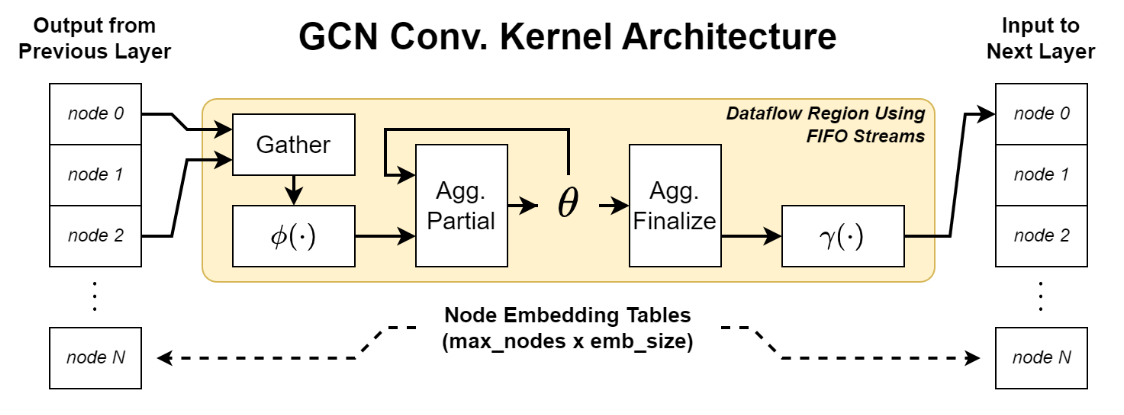 Output from
Previous Layer
GCN Conv. Kernel Architecture
Input to
Next Layer
node 0
node 1
node 2
⋮
node N
Dataflow Region Using
FIFO Streams
Gather
ϕ(·)
Agg.
Partial
θ
Agg.
Finalize
γ(·)
node 0
node 1
node 2
⋮
node N
Node Embedding Tables
(max_nodes x emb_size)